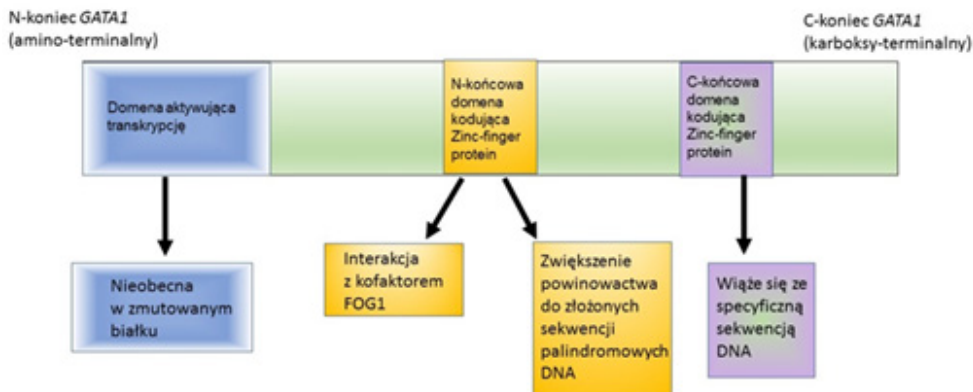 N-koniec GATA1
(amino-terminalny)
C-koniec GATA1
(karboksy-terminalny)
Domena aktywująca
transkrypcję
N-końcowa
domena
kodująca
Zinc-finger
protein
C-końcowa
domena
kodująca
Zinc-finger
protein
Nieobecna
w zmutowanym
białku
Interakcja
z kofaktorem
FOG1
Zwiększenie
powinowactwa
do złożonych
sekwencji
palindromowych
DNA
Wiąże się ze
specyficzną
sekwencją
DNA